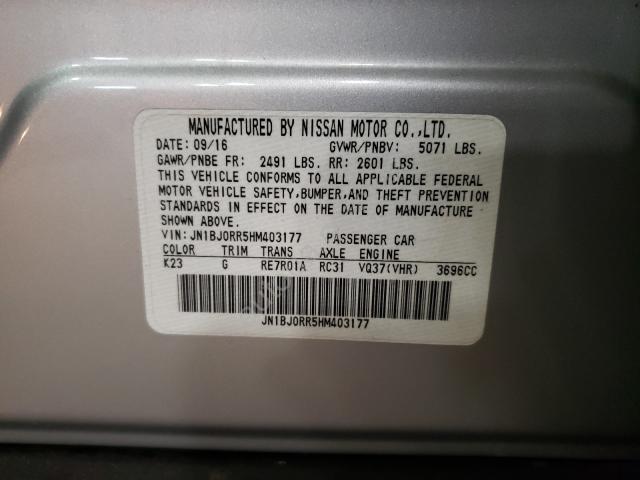 MANUFACTURED BY NISSAN MOTOR CO.,LTD.
DATE: 09/16 GVWR/PNBV: 5071 LBS.
GAWR/PNBE FR: 2491 LBS. RR: 2601 LBS.
THIS VEHICLE CONFORMS TO ALL APPLICABLE FEDERAL
MOTOR VEHICLE SAFETY,BUMPER,AND THEFT PREVENTION
STANDARDS IN EFFECT ON THE DATE OF MANUFACTURE
SHOWN ABOVE.
VIN: JN1BJ0RR5HM403177 PASSENGER CAR
COLOR TRIM TRANS AXLE ENGINE
K23 G RE7R01A RC31 VQ37(VHR) 3696CC
JN1BJ0RR5HM403177